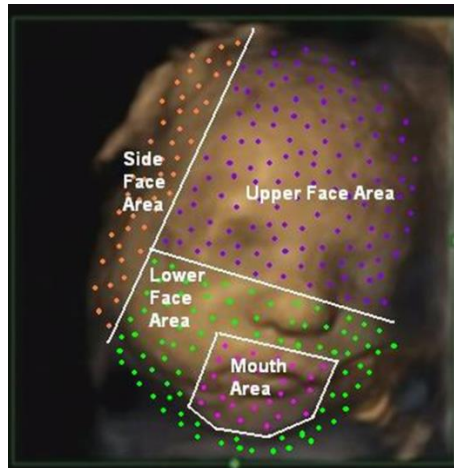 Side
Face
Area
Upper Face Area
Lower
Face
Area
Mouth
Area